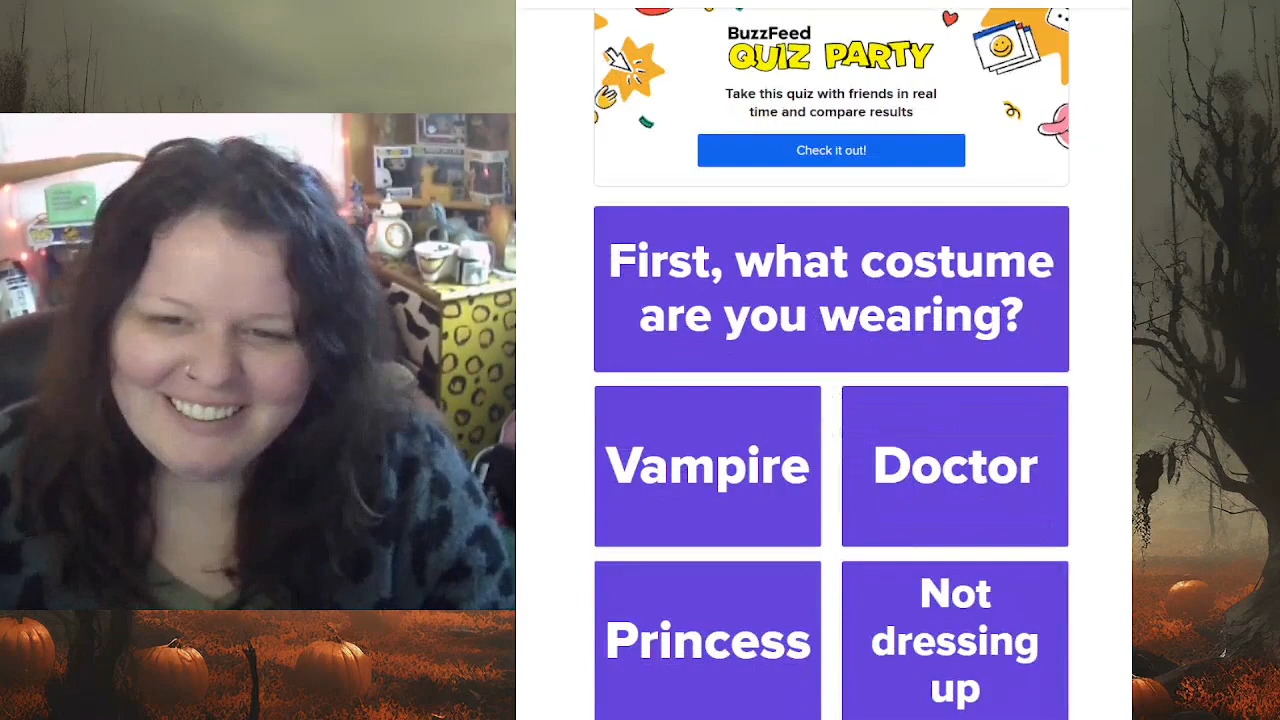 BuzzFeed
QUIZ PARTY
Take this quiz with friends in real
time and compare results
Check it out!
First, what costume
are you wearing?
Vampire
Doctor
Princess
Not
dressing
up